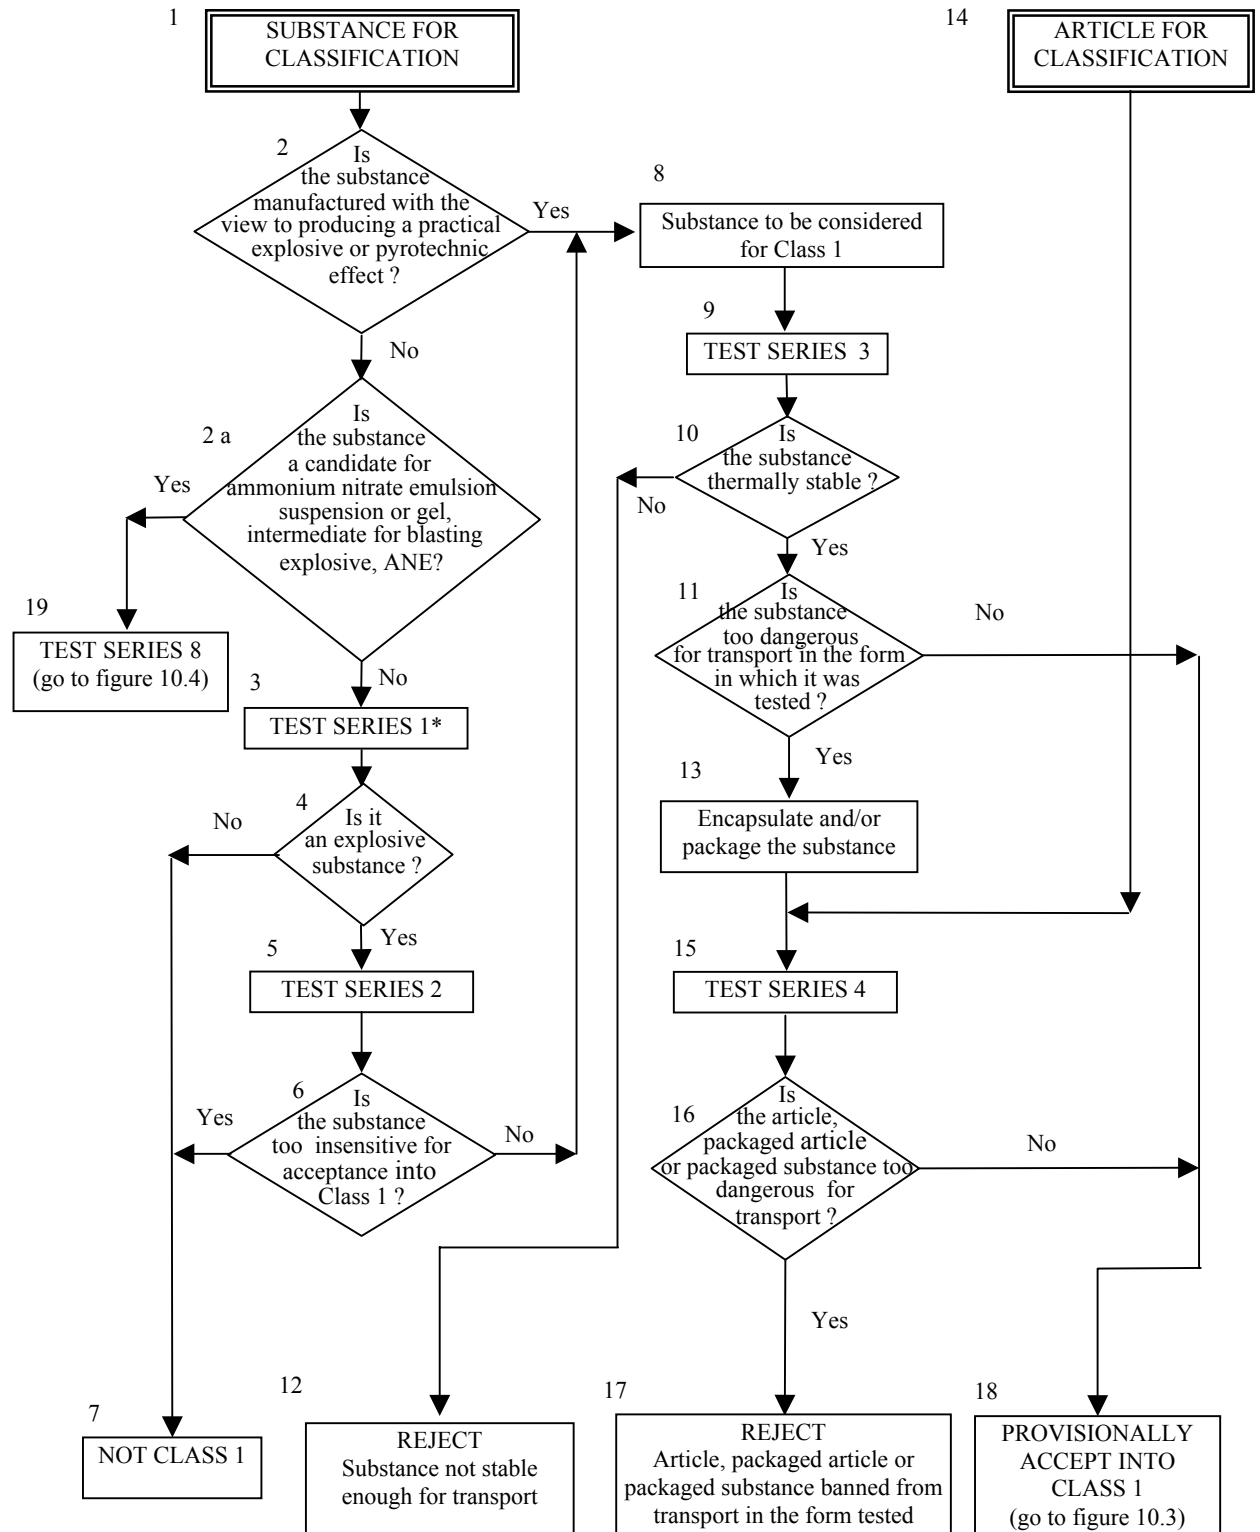 1
SUBSTANCE FOR
CLASSIFICATION
14
ARTICLE FOR
CLASSIFICATION
2
Is
the substance
manufactured with the
view to producing a practical
explosive or pyrotechnic
effect ?
Yes
No
8
Substance to be considered
for Class 1
9
TEST SERIES  3
2 a
Is
the substance
a candidate for
ammonium nitrate emulsion
suspension or gel,
intermediate for blasting
explosive, ANE?
Yes
No
10
Is
the substance
thermally stable ?
No
Yes
19
TEST SERIES 8
(go to figure 10.4)
11
Is
the substance
too dangerous
for transport in the form
in which it was
tested ?
No
Yes
3
TEST SERIES 1*
4
Is it
an explosive
substance ?
No
Yes
13
Encapsulate and/or
package the substance
5
TEST SERIES 2
15
TEST SERIES 4
6
Is
the substance
too  insensitive for
acceptance into
Class 1 ?
Yes
No
16
Is
the article,
packaged article
or packaged substance too
dangerous  for
transport ?
No
Yes
7
NOT CLASS 1
12
REJECT
Substance not stable
enough for transport
17
REJECT
Article, packaged article or
packaged substance banned from
transport in the form tested
18
PROVISIONALLY
ACCEPT INTO
CLASS 1
(go to figure 10.3)